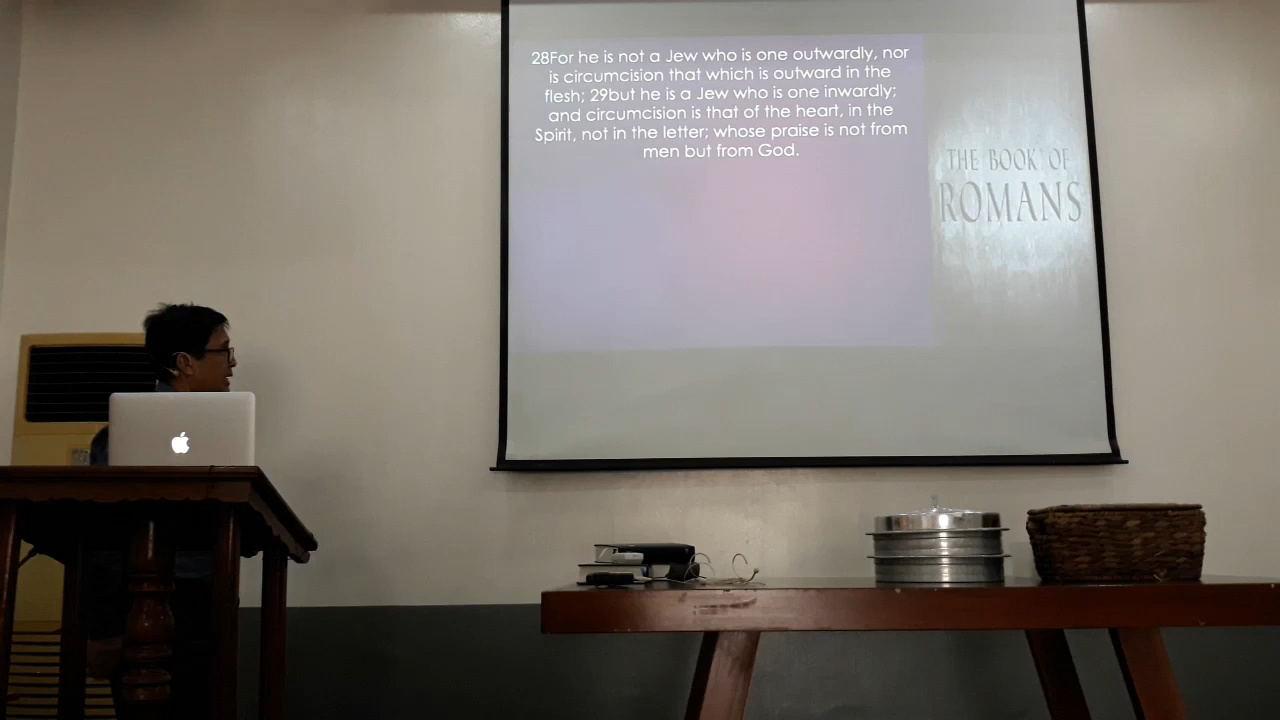 28For he is not a Jew who is one outwardly, nor
is circumcision that which is outward in the
flesh; 29but he is a Jew who is one inwardly;
and circumcision is that of the heart, in the
Spirit, not in the letter; whose praise is not from
men but from God.
THE BOOK OF
ROMANS